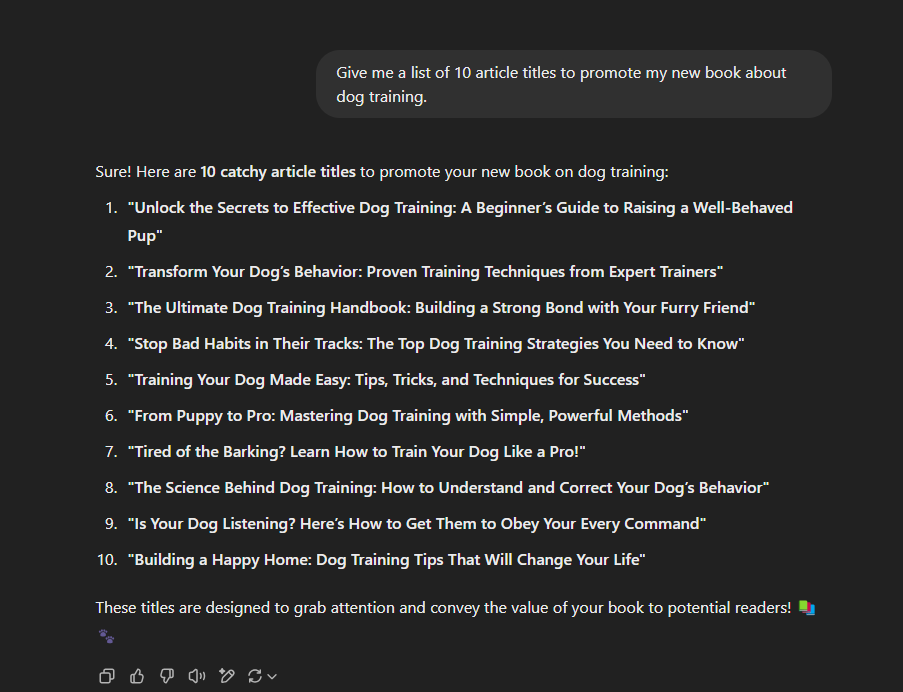 Give me a list of 10 article titles to promote my new book about
dog training.
Sure! Here are 10 catchy article titles to promote your new book on dog training:
1. "Unlock the Secrets to Effective Dog Training: A Beginner’s Guide to Raising a Well-Behaved
Pup"
2. "Transform Your Dog’s Behavior: Proven Training Techniques from Expert Trainers"
3. "The Ultimate Dog Training Handbook: Building a Strong Bond with Your Furry Friend"
4. "Stop Bad Habits in Their Tracks: The Top Dog Training Strategies You Need to Know"
5. "Training Your Dog Made Easy: Tips, Tricks, and Techniques for Success"
6. "From Puppy to Pro: Mastering Dog Training with Simple, Powerful Methods"
7. "Tired of the Barking? Learn How to Train Your Dog Like a Pro!"
8. "The Science Behind Dog Training: How to Understand and Correct Your Dog’s Behavior"
9. "Is Your Dog Listening? Here’s How to Get Them to Obey Your Every Command"
10. "Building a Happy Home: Dog Training Tips That Will Change Your Life"
These titles are designed to grab attention and convey the value of your book to potential readers! 📚
🐾